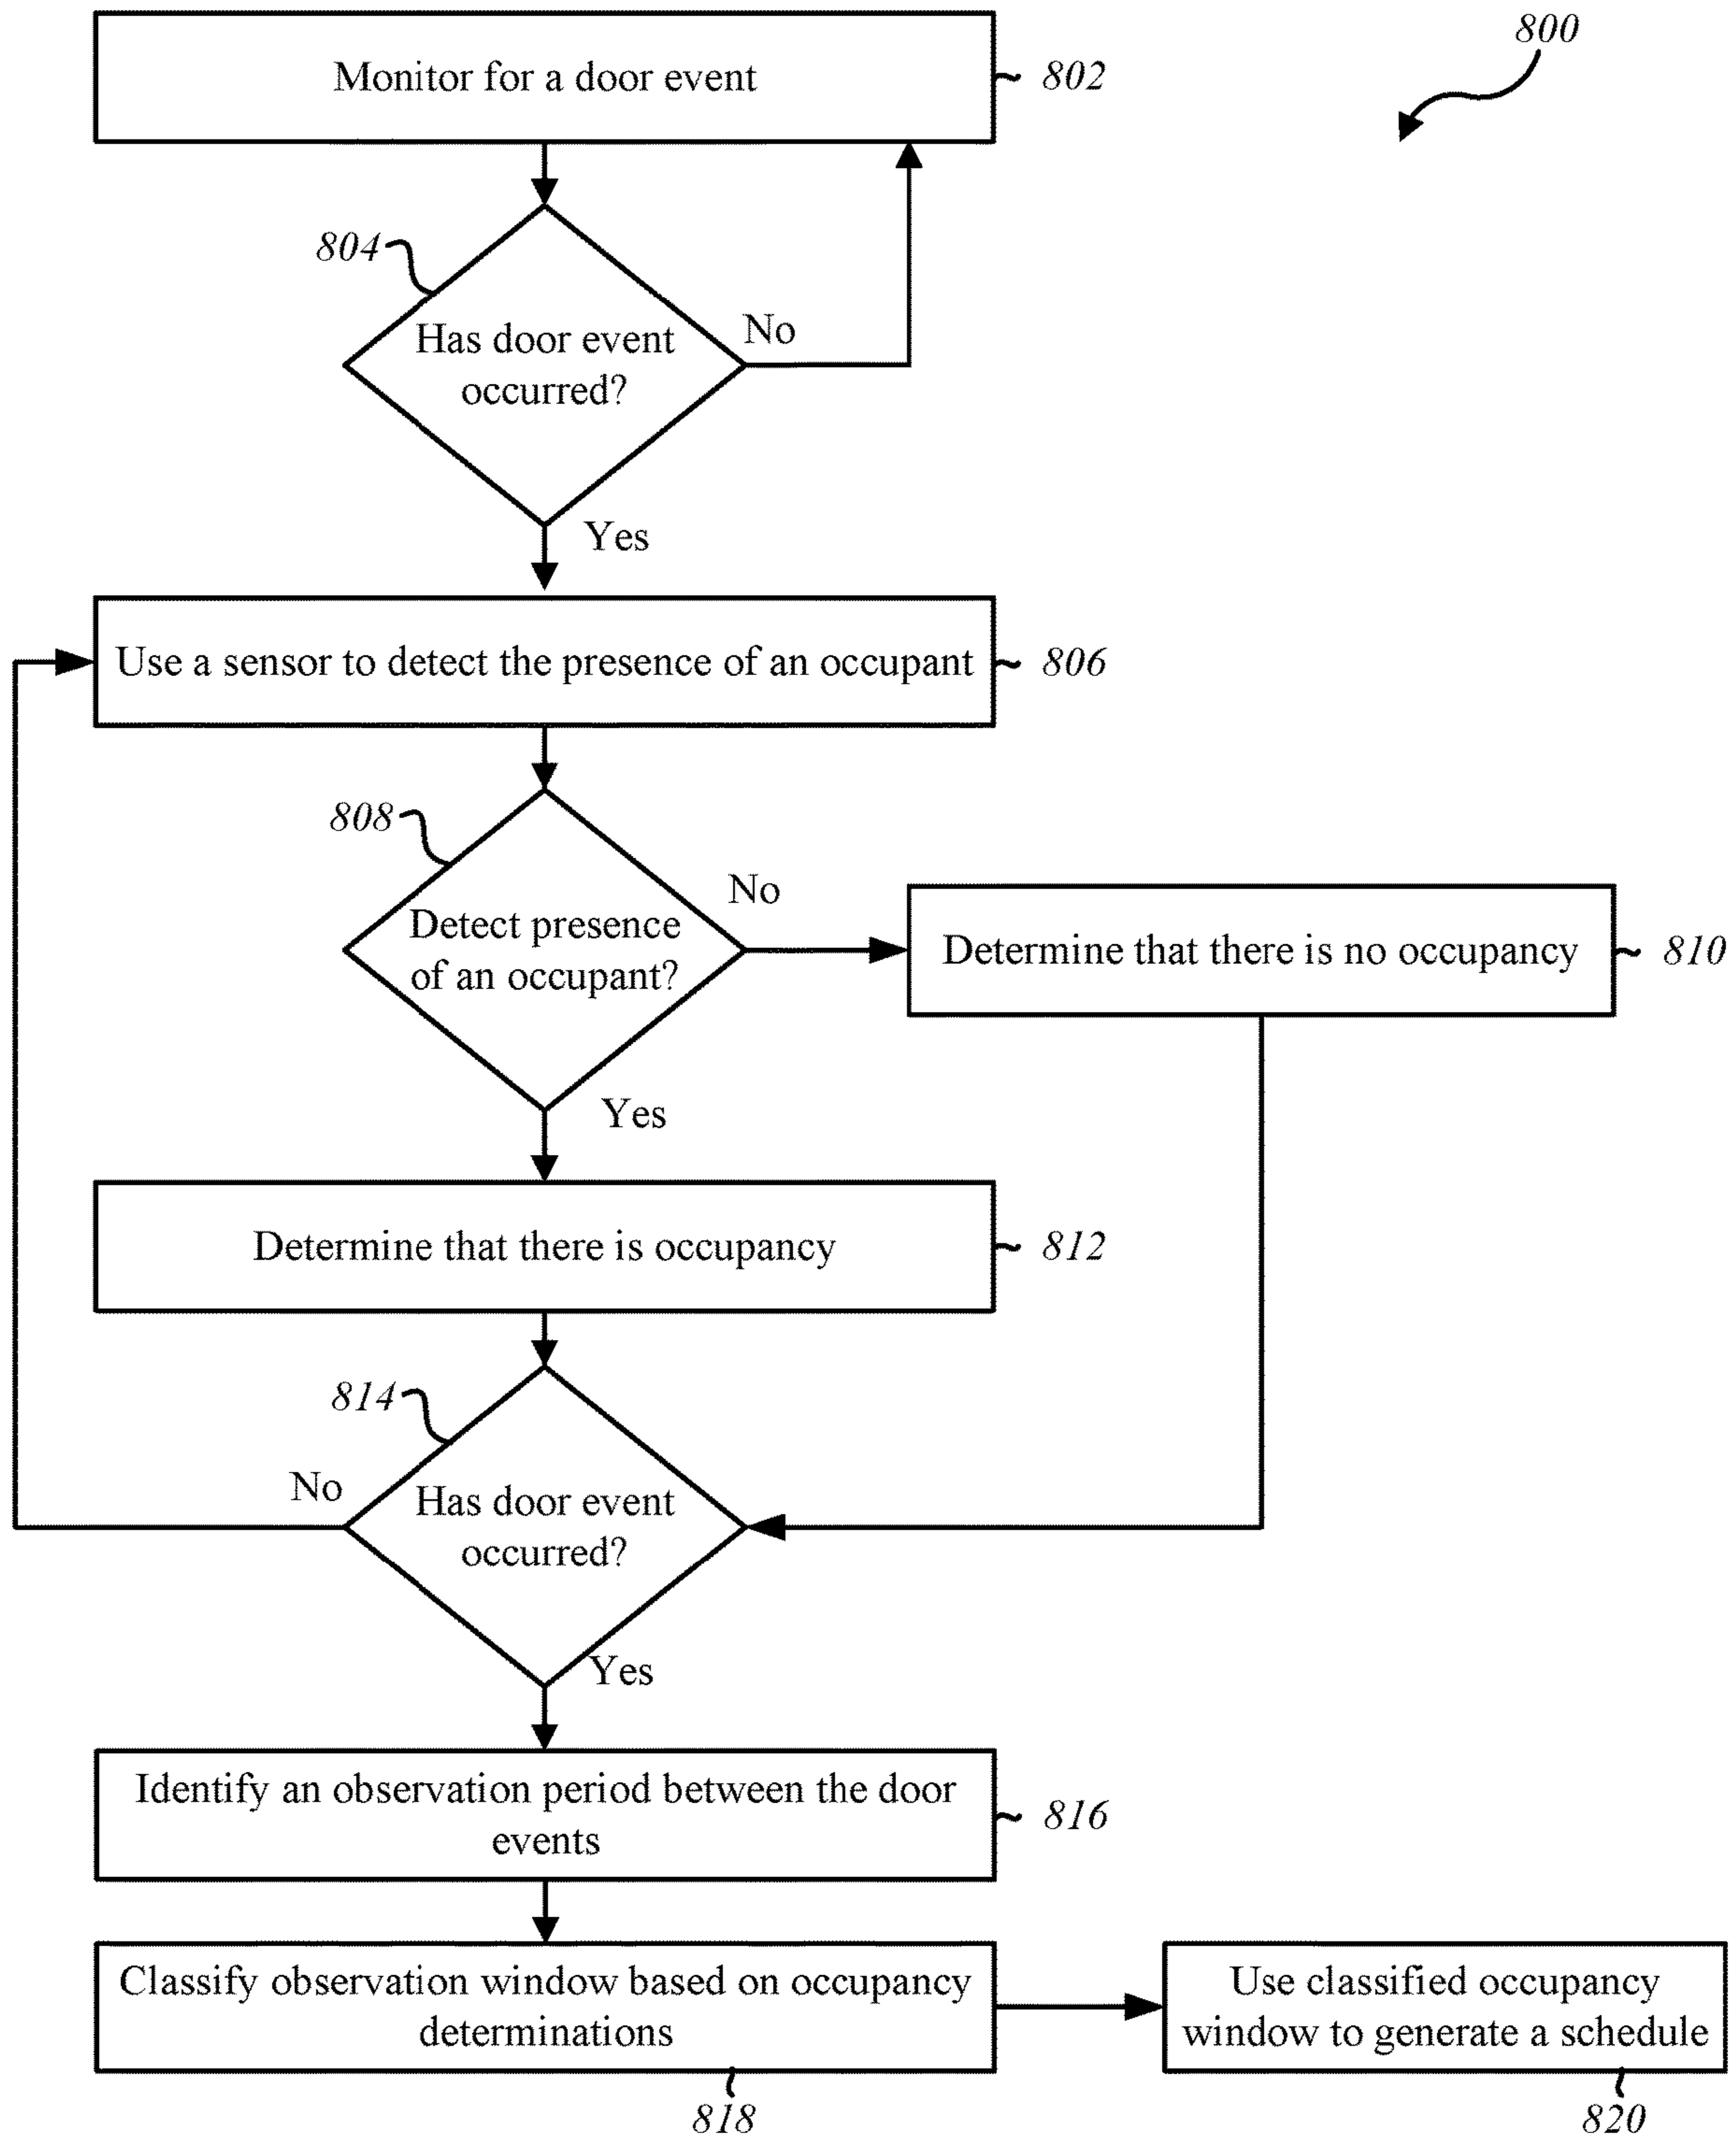 800
Monitor for a door event
802
804
Has door event
occurred?
No
Yes
Use a sensor to detect the presence of an occupant
806
808
Detect presence
of an occupant?
No
Determine that there is no occupancy
810
Yes
Determine that there is occupancy
812
814
No
Has door event
occurred?
Yes
Identify an observation period between the door
events
816
Classify observation window based on occupancy
determinations
818
Use classified occupancy
window to generate a schedule
820